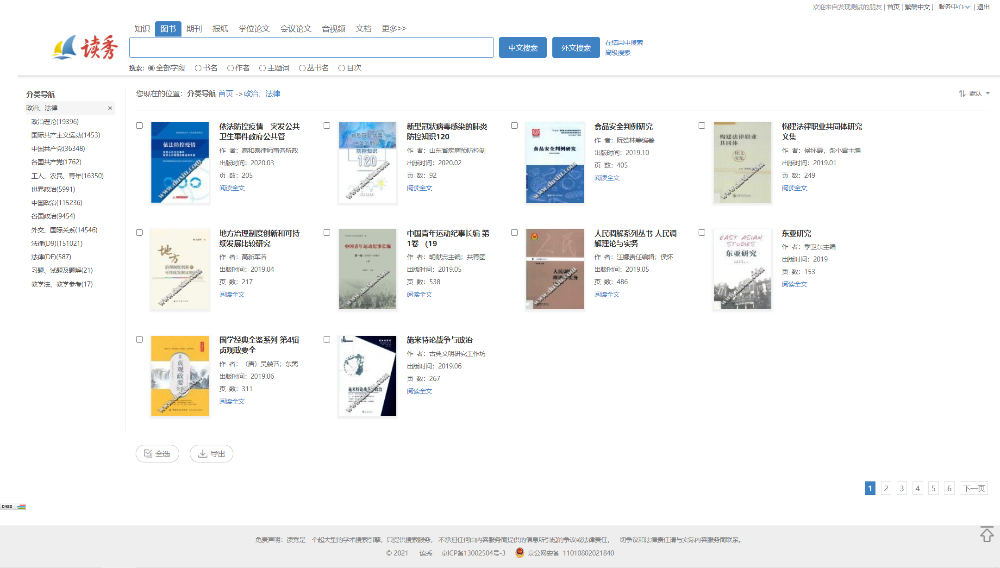 欢迎来自发现测试的朋友 | 首页 | 繁體中文 | 服务中心 | 退出
读秀
知识 图书 期刊 报纸 学位论文 会议论文 音视频 文档 更多>>
中文搜索 外文搜索
在结果中搜索
高级搜索
搜索: 全部字段 书名 作者 主题词 丛书名 目次
分类导航
政治、法律 ×
政治理论(19396)
国际共产主义运动(1453)
中国共产党(36348)
各国共产党(1762)
工人、农民、青年(16350)
世界政治(5991)
中国政治(115236)
各国政治(9454)
外交、国际关系(14546)
法律(D9)(151021)
法律(DF)(587)
习题、试题及题解(21)
教学法、教学参考(17)
您现在的位置：分类导航 首页 ->政治、法律
默认
依法防控疫情
www.duxiu.com
依法防控疫情 突发公共
卫生事件政府公共管
作 者：泰和泰律师事务所政
出版时间：2020.03
页 数：205
阅读全文
新型冠状病毒
感染的肺炎
防控知识
120
www.duxiu.com
新型冠状病毒感染的肺炎
防控知识120
作 者：山东省疾病预防控制
出版时间：2020.02
页 数：92
阅读全文
食品安全判例研究
www.duxiu.com
食品安全判例研究
作 者：阮赞林等编著
出版时间：2019.10
页 数：405
阅读全文
构建法律职业
共同体
研究文集
www.duxiu.com
构建法律职业共同体研究
文集
作 者：侯怀霞，柴小雪主编
出版时间：2019.01
页 数：249
阅读全文
地方
治理制度创新和
可持续发展比较研究
www.duxiu.com
地方治理制度创新和可持
续发展比较研究
作 者：高新军著
出版时间：2019.04
页 数：217
阅读全文
中国青年运动纪事长编
www.duxiu.com
中国青年运动纪事长编 第
1卷 （19
作 者：胡献忠主编；共青团
出版时间：2019.05
页 数：538
阅读全文
人民
人民调解
理论与实务
www.duxiu.com
人民调解系列丛书 人民调
解理论与实务
作 者：汪娜责任编辑；侯怀
出版时间：2019.05
页 数：486
阅读全文
EAST ASIAN
STUDIES
东亚研究
www.duxiu.com
东亚研究
作 者：季卫东主编
出版时间：2019
页 数：153
阅读全文
贞观政要
全鉴
www.duxiu.com
国学经典全鉴系列 第4辑
贞观政要全
作 者：（唐）吴兢著；东篱
出版时间：2019.06
页 数：311
阅读全文
施米特论战争与政治
www.duxiu.com
施米特论战争与政治
作 者：古典文明研究工作坊
出版时间：2019.06
页 数：267
阅读全文
全选 导出
1 2 3 4 5 6 下一页
CNZZ
免责声明：读秀是一个超大型的学术搜索引擎，只提供搜索服务， 不承担任何由内容服务商提供的信息所引起的争议或法律责任，一切争议和法律责任请与实际内容服务商联系。
© 2021 读秀 京ICP备13002504号-3 京公网安备 11010802021840